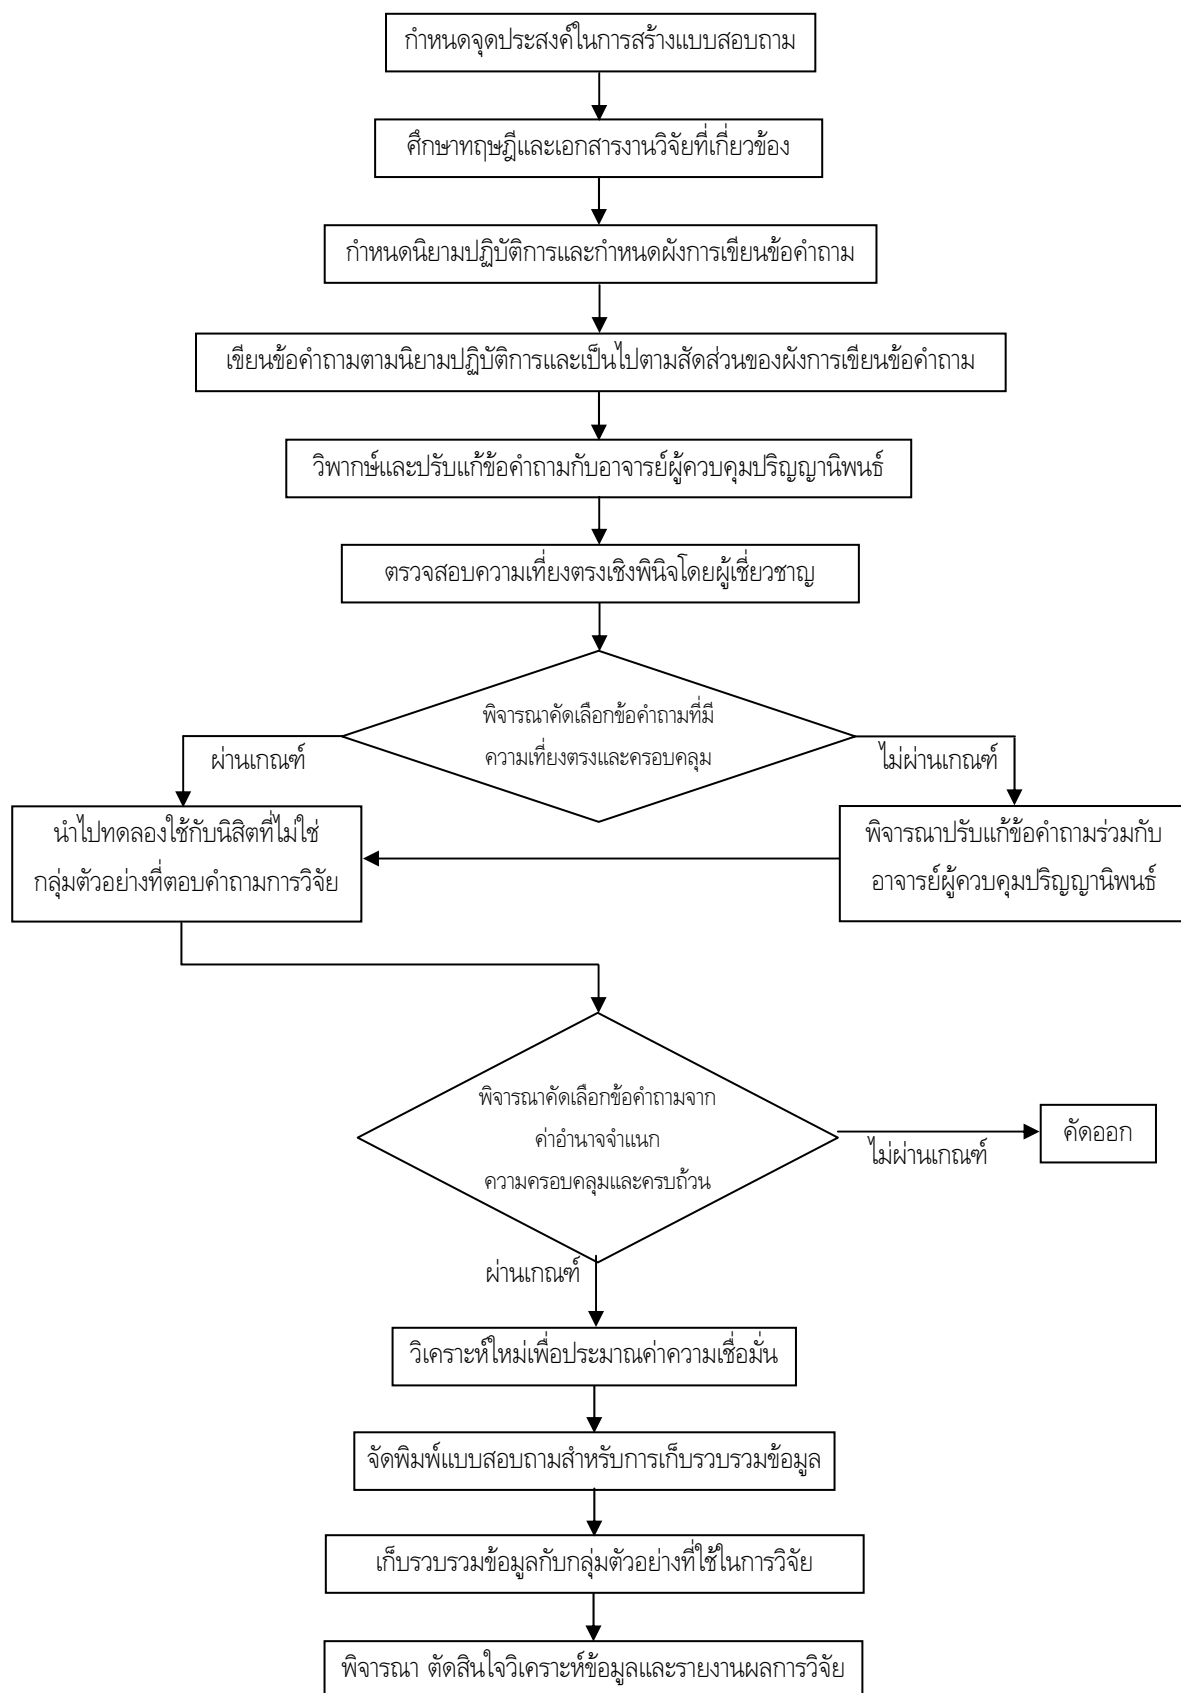 กำหนดจุดประสงค์ในการสร้างแบบสอบถาม
ศึกษาทฤษฎีและเอกสารงานวิจัยที่เกี่ยวข้อง
กำหนดนิยามปฏิบัติการและกำหนดผังการเขียนข้อคำถาม
เขียนข้อคำถามตามนิยามปฏิบัติการและเป็นไปตามสัดส่วนของผังการเขียนข้อคำถาม
วิพากษ์และปรับแก้ข้อคำถามกับอาจารย์ผู้ควบคุมปริญญานิพนธ์
ตรวจสอบความเที่ยงตรงเชิงพินิจโดยผู้เชี่ยวชาญ
พิจารณาคัดเลือกข้อคำถามที่มี
ความเที่ยงตรงและครอบคลุม
ผ่านเกณฑ์
ไม่ผ่านเกณฑ์
นำไปทดลองใช้กับนิสิตที่ไม่ใช่
กลุ่มตัวอย่างที่ตอบคำถามการวิจัย
พิจารณาปรับแก้ข้อคำถามร่วมกับ
อาจารย์ผู้ควบคุมปริญญานิพนธ์
พิจารณาคัดเลือกข้อคำถามจาก
ค่าอำนาจจำแนก
ความครอบคลุมและครบถ้วน
ไม่ผ่านเกณฑ์
คัดออก
ผ่านเกณฑ์
วิเคราะห์ใหม่เพื่อประมาณค่าความเชื่อมั่น
จัดพิมพ์แบบสอบถามสำหรับการเก็บรวบรวมข้อมูล
เก็บรวบรวมข้อมูลกับกลุ่มตัวอย่างที่ใช้ในการวิจัย
พิจารณา ตัดสินใจวิเคราะห์ข้อมูลและรายงานผลการวิจัย